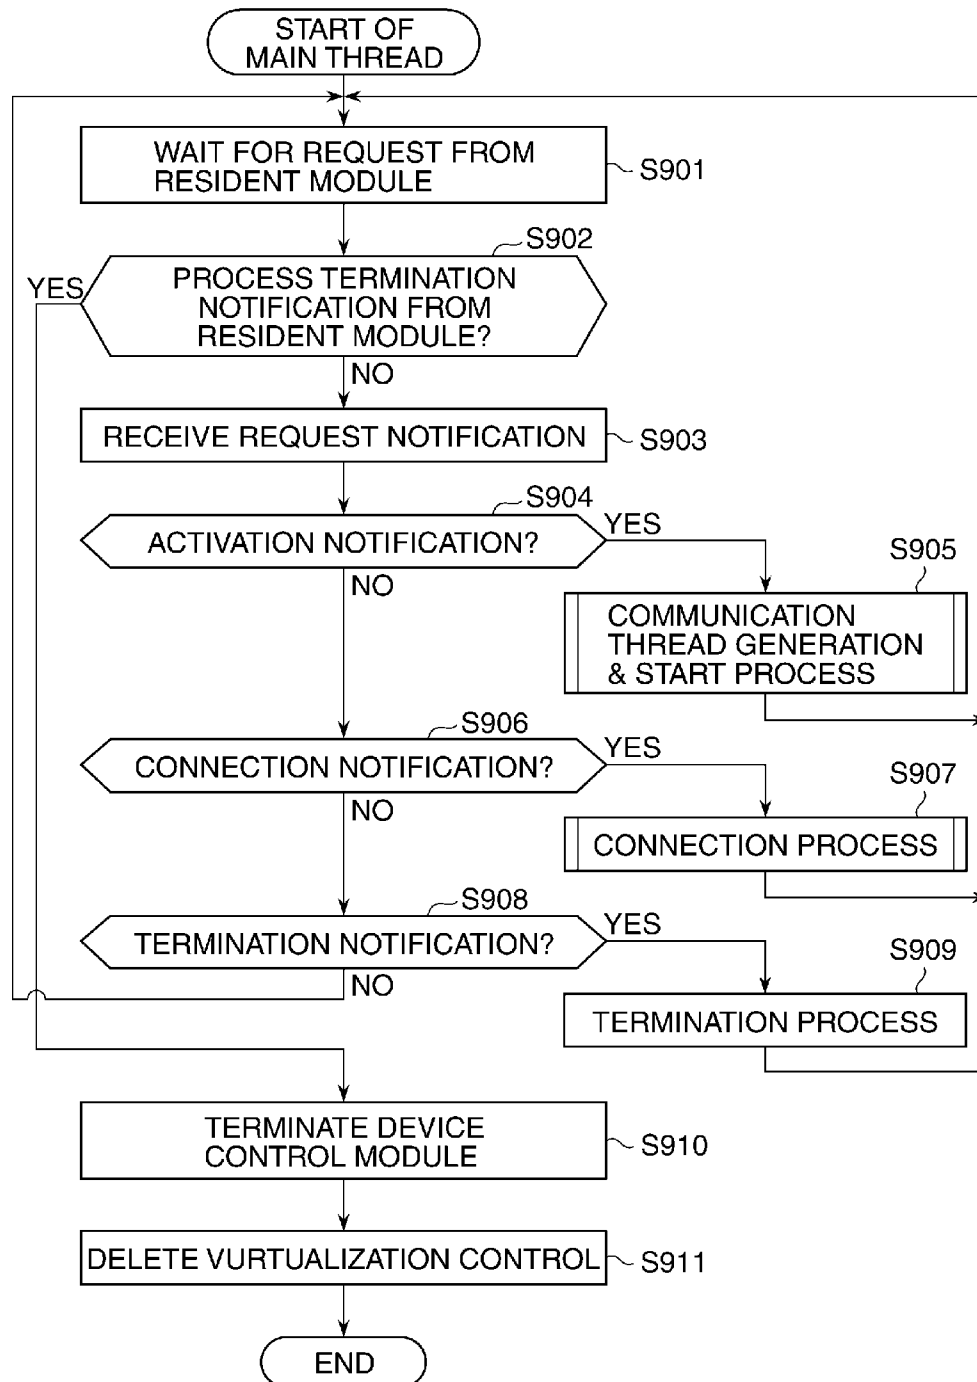 START OF
MAIN THREAD
WAIT FOR REQUEST FROM
RESIDENT MODULE
S901
S902
YES
PROCESS TERMINATION
NOTIFICATION FROM
RESIDENT MODULE?
NO
RECEIVE REQUEST NOTIFICATION
S903
S904
ACTIVATION NOTIFICATION?
YES
NO
S905
COMMUNICATION
THREAD GENERATION
& START PROCESS
S906
CONNECTION NOTIFICATION?
YES
NO
S907
CONNECTION PROCESS
S908
TERMINATION NOTIFICATION?
YES
NO
S909
TERMINATION PROCESS
TERMINATE DEVICE
CONTROL MODULE
S910
DELETE VURTUALIZATION CONTROL
S911
END